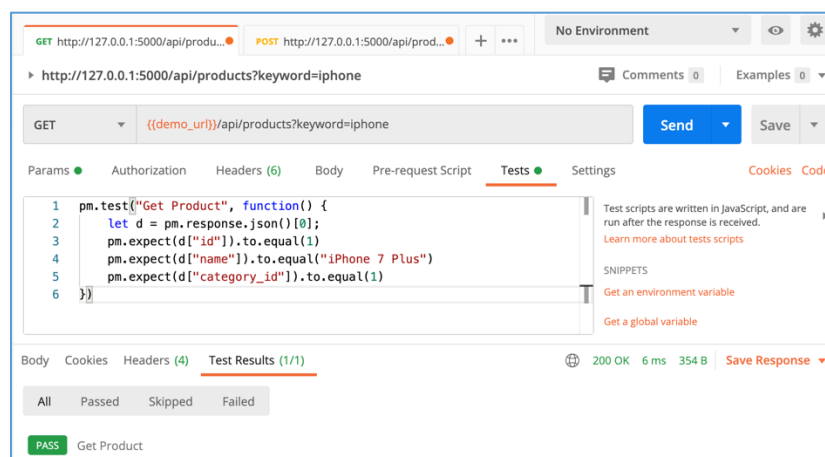 GET http://127.0.0.1:5000/api/produ... POST http://127.0.0.1:5000/api/prod... + ••• No Environment
http://127.0.0.1:5000/api/products?keyword=iphone Comments 0 Examples 0
GET {{demo_url}}/api/products?keyword=iphone Send Save
Params Authorization Headers (6) Body Pre-request Script Tests Settings Cookies Code
1 pm.test("Get Product", function() {
2 let d = pm.response.json()[0];
3 pm.expect(d["id"]).to.equal(1)
4 pm.expect(d["name"]).to.equal("iPhone 7 Plus")
5 pm.expect(d["category_id"]).to.equal(1)
6 })
Test scripts are written in JavaScript, and are
run after the response is received.
Learn more about tests scripts
SNIPPETS
Get an environment variable
Get a global variable
Body Cookies Headers (4) Test Results (1/1) 200 OK 6 ms 354 B Save Response
All Passed Skipped Failed
PASS Get Product